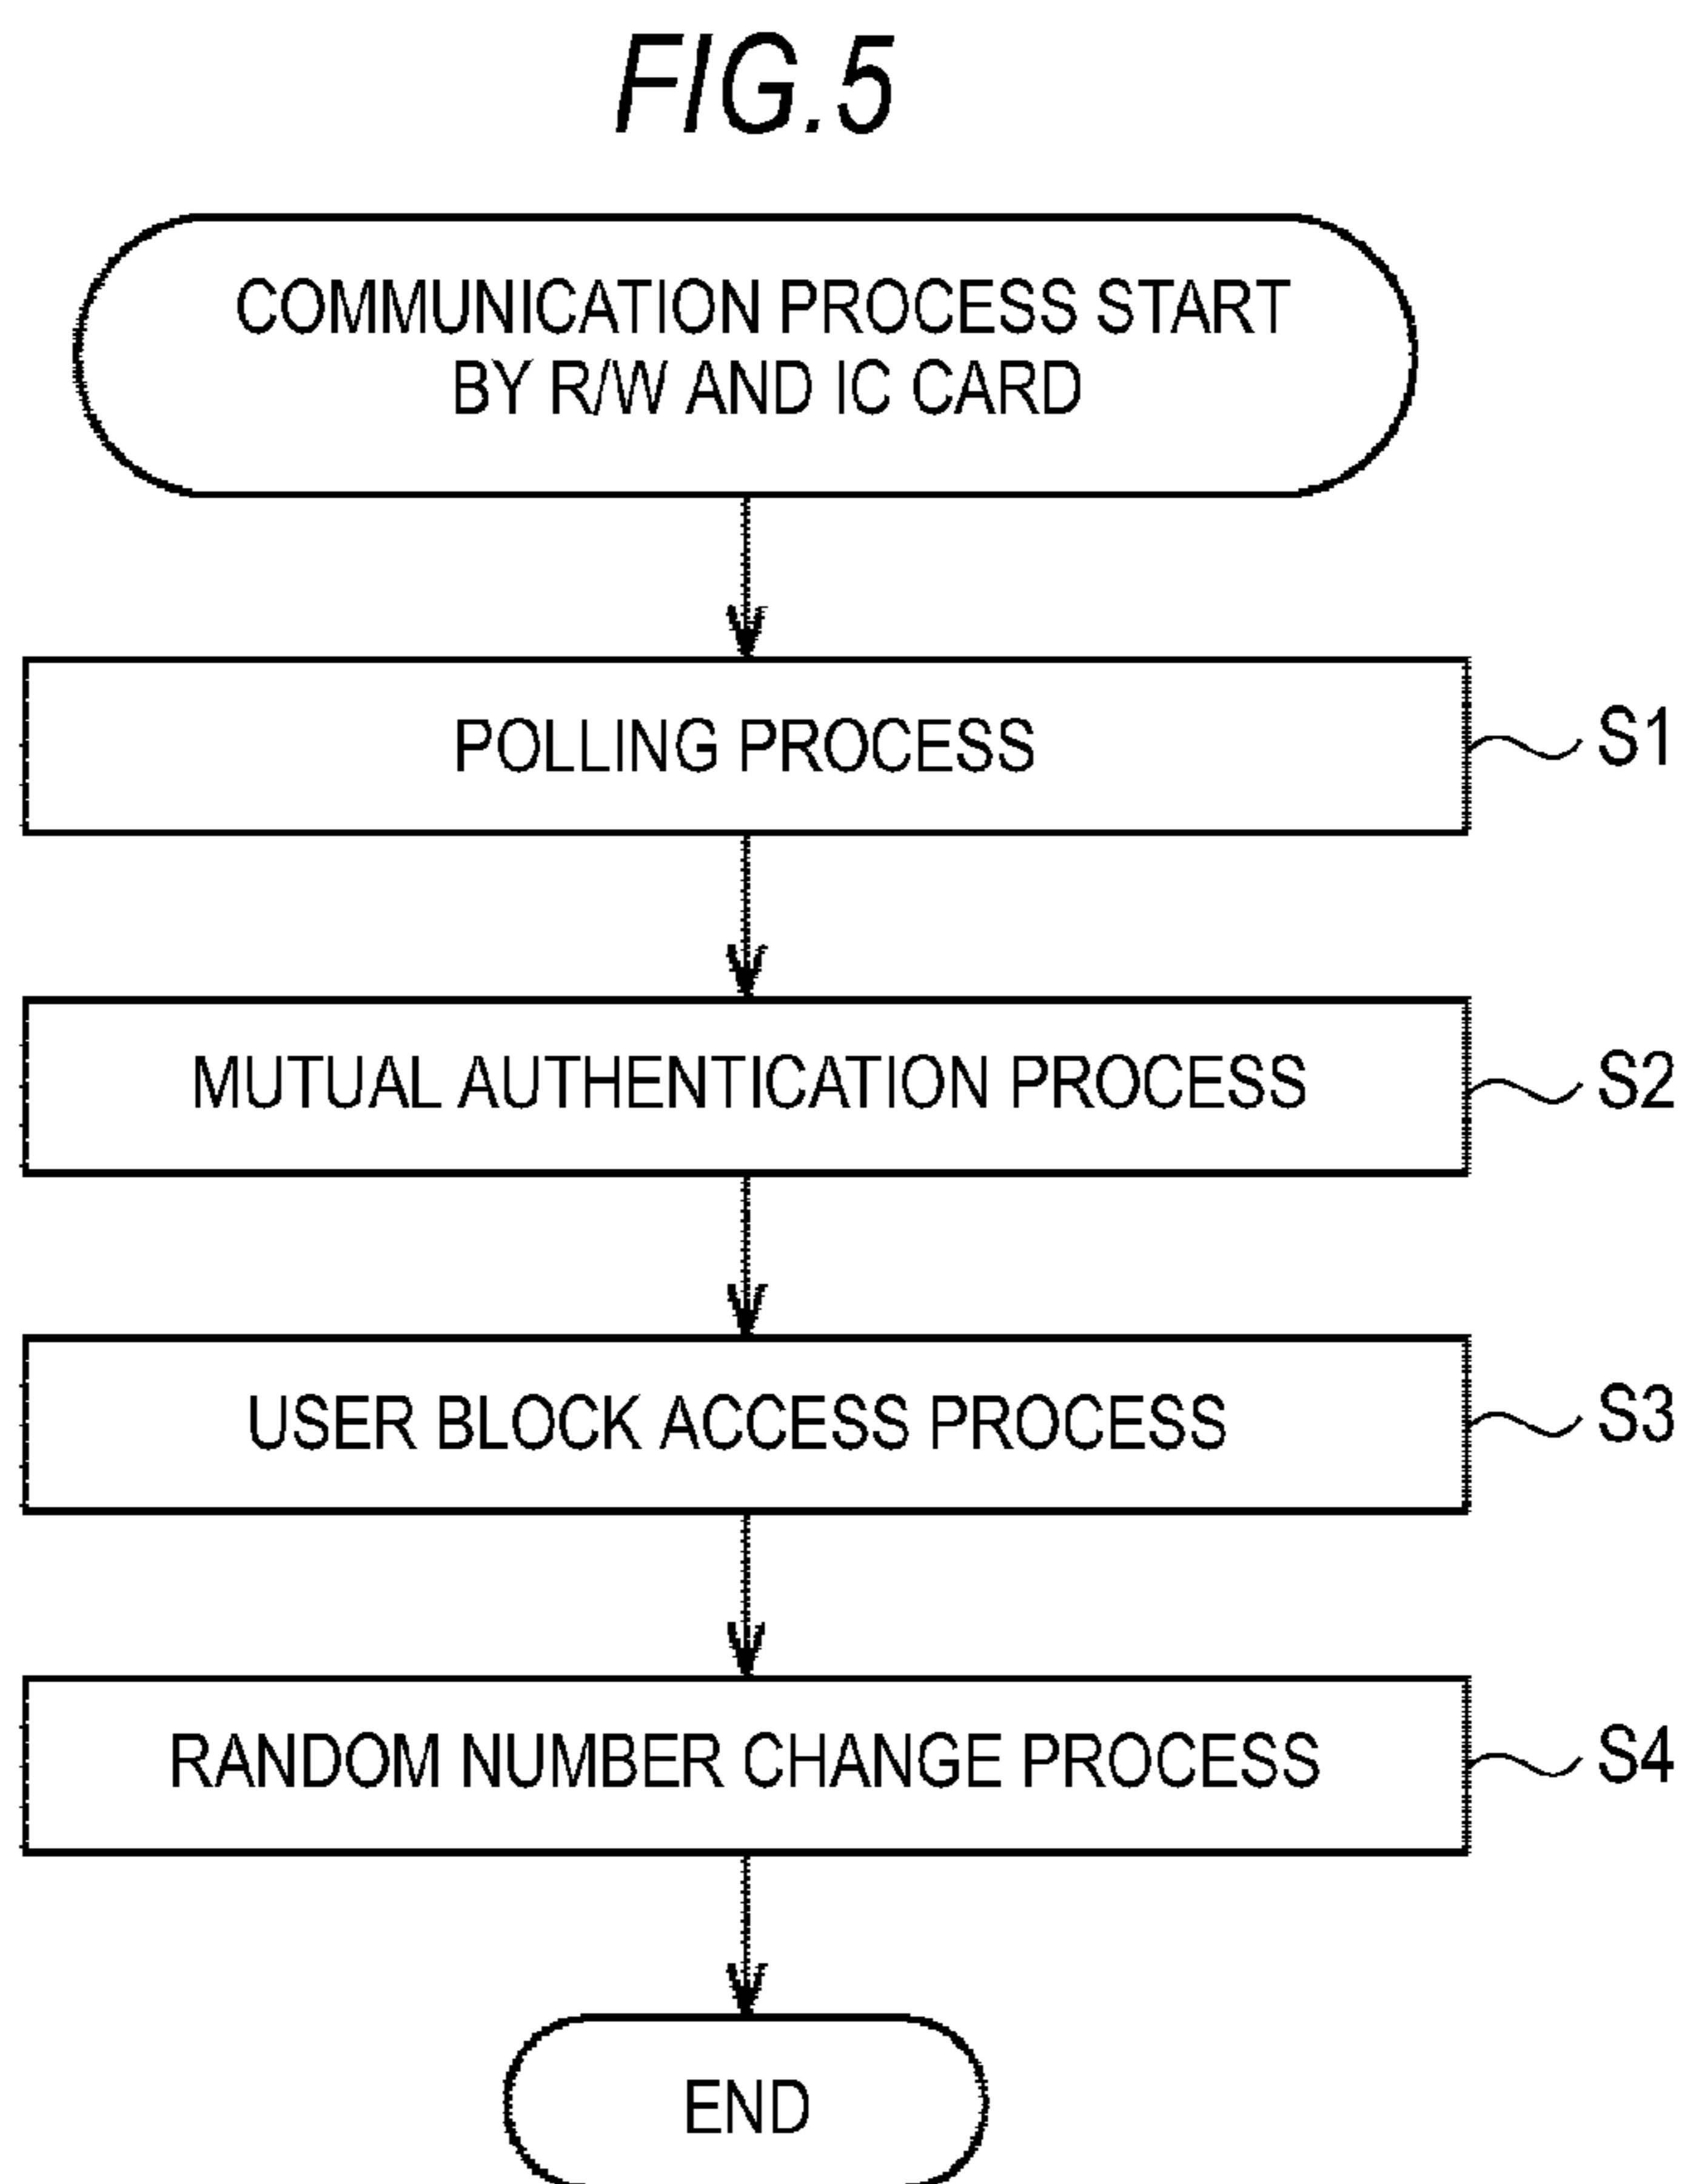 FIG.5
COMMUNICATION PROCESS START
BY R/W AND IC CARD
POLLING PROCESS
S1
MUTUAL AUTHENTICATION PROCESS
S2
USER BLOCK ACCESS PROCESS
S3
RANDOM NUMBER CHANGE PROCESS
S4
END